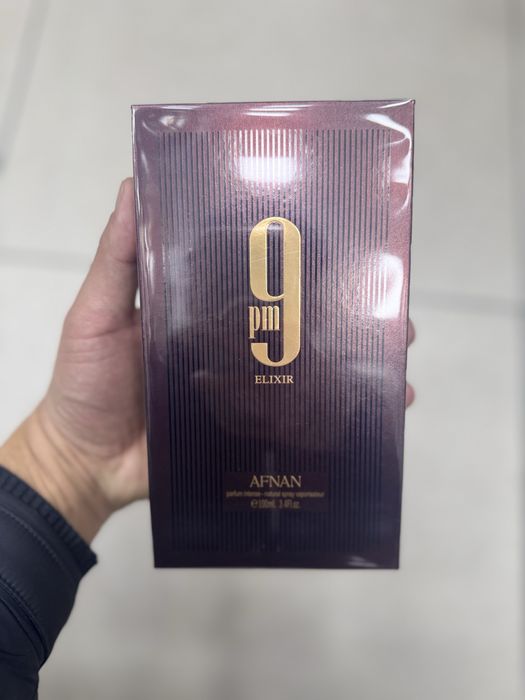 9
pm
ELIXIR
AFNAN
parfum intense - natural spray vaporisateur
℮100mL 3.4Fl.oz.